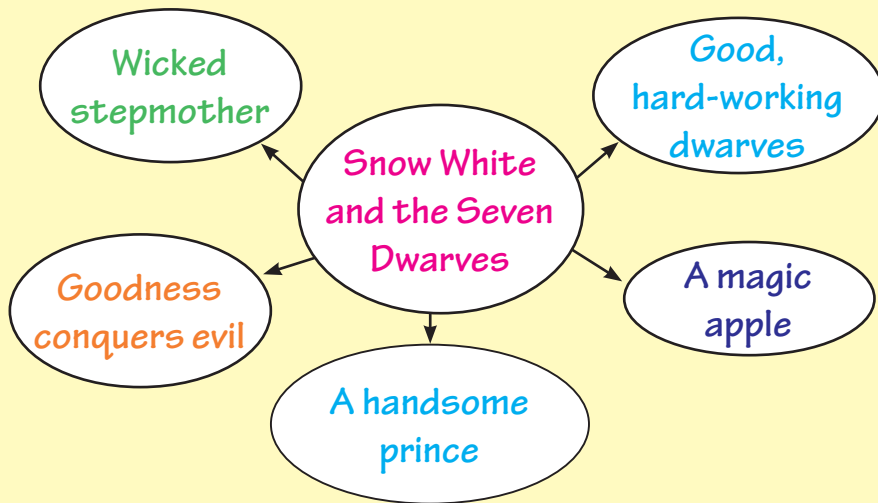 Wicked
stepmother
Good,
hard-working
dwarves
Snow White
and the Seven
Dwarves
Goodness
conquers evil
A magic
apple
A handsome
prince